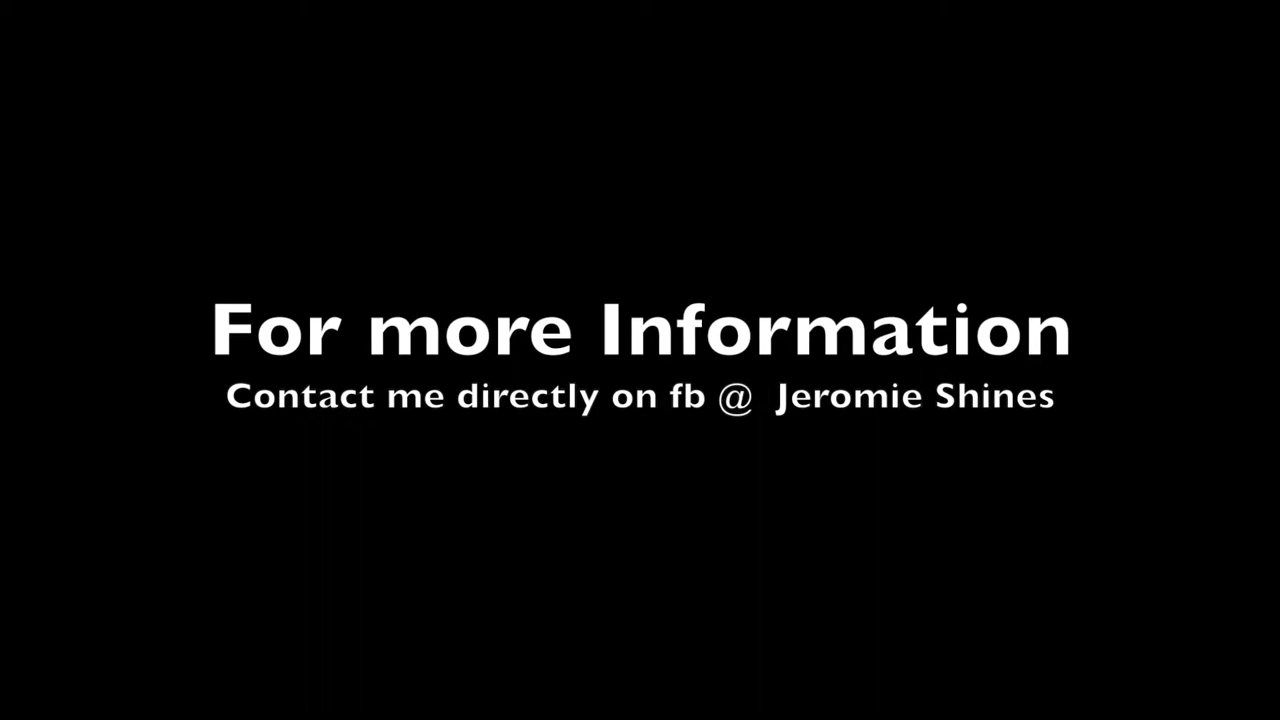 For more Information
Contact me directly on fb @ Jeromie Shines